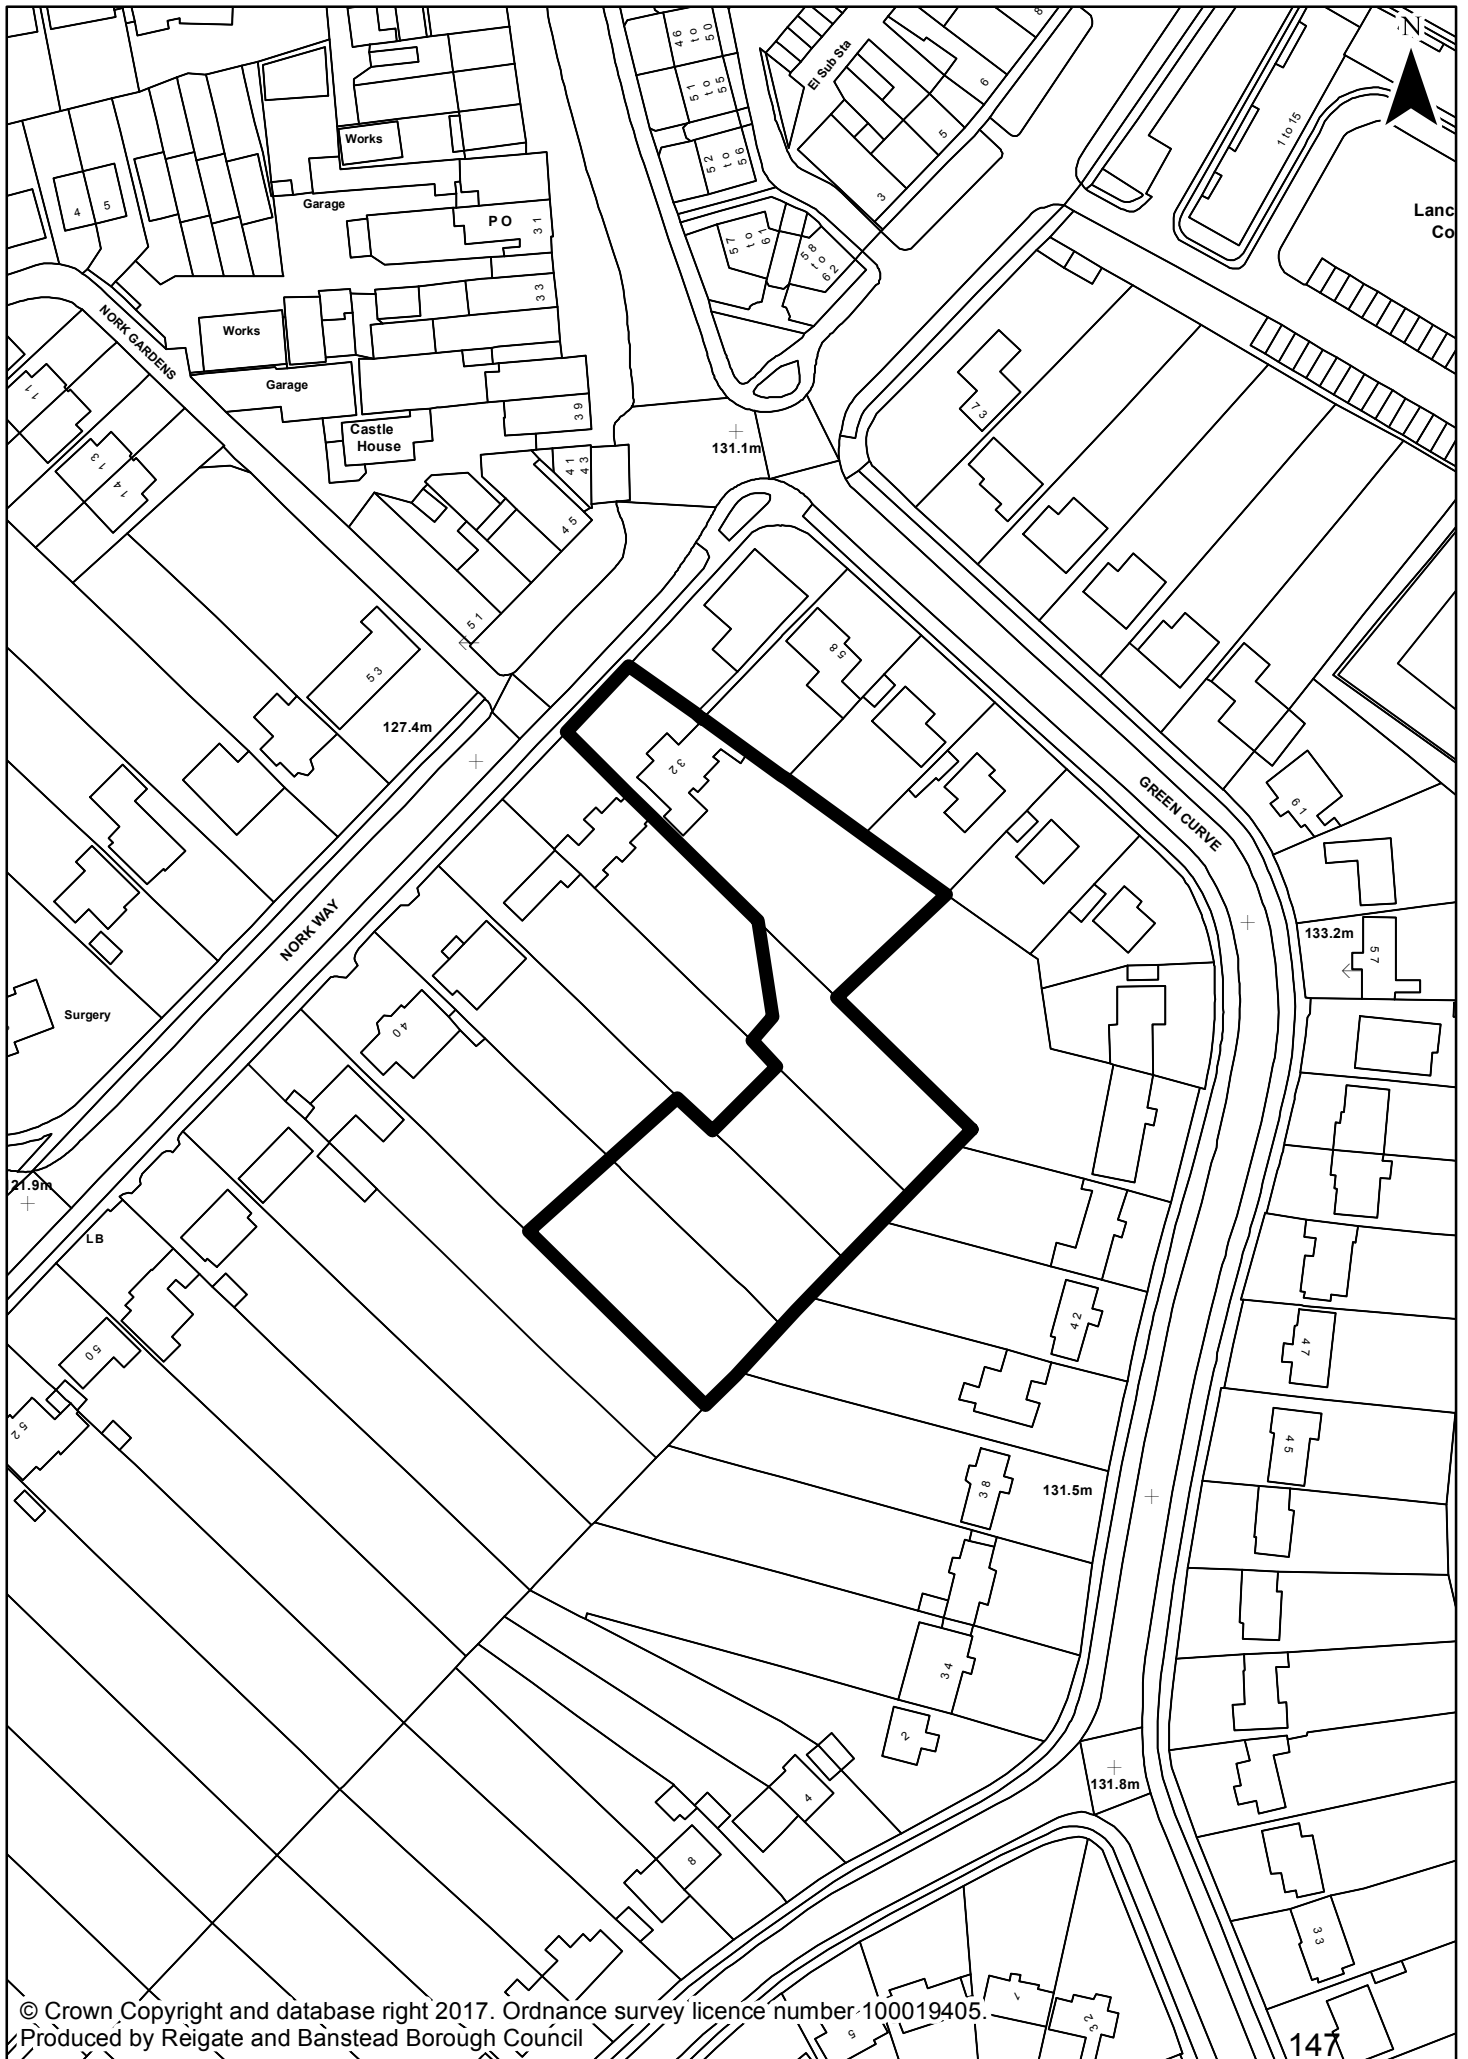 46
to
50
N
El Sub Sta
8
51
to
55
6
1 to 15
5
52
to
56
Works
Garage
4
5
P O
31
3
Lanc
Co
57
to
61
58
to
62
33
NORK GARDENS
Works
Garage
11
39
73
Castle
House
131.1m
41
43
13
14
45
51
58
53
127.4m
32
GREEN CURVE
61
NORK WAY
133.2m
57
Surgery
40
21.9m
LB
42
47
50
52
45
38
131.5m
34
2
131.8m
4
8
33
1
32
5
© Crown Copyright and database right 2017. Ordnance survey licence number 100019405.
Produced by Reigate and Banstead Borough Council
147